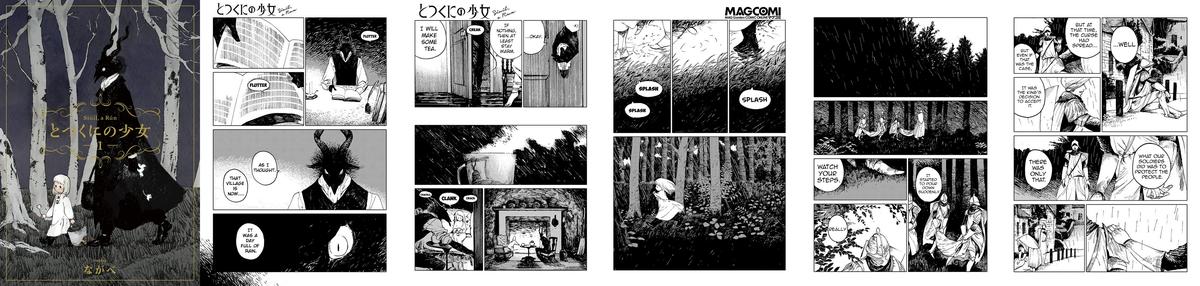 Siúil, a Rún
とつくにの少女
1
ながべ
とつくにの少女
FLUTTER
FLUTTER
AS I
THOUGHT.
THAT
VILLAGE
IS
NOW...
IT WAS
A DAY
FULL OF
RAIN.
とつくにの少女
I WILL
MAKE
SOME
TEA.
CREAK
IF
NOTHING,
THEN AT
LEAST
STAY
WARM.
...OKAY.
CLANK
MAGCOMI
SPLASH
SPLASH
SPLASH
WATCH
YOUR
STEPS.
IT
STARTED
TO POUR
DOWN
SUDDENLY.
REALLY
BUT AT
THAT TIME,
THE CURSE
HAD
SPREAD...
BUT
EVEN IF
THAT
WAS THE
CASE,
...WELL
IT WAS
THE KING'S
DECISION
TO ACCEPT
IT.
THERE
WAS
ONLY
THAT.
WHAT OUR
SOLDIERS
DID WAS TO
PROTECT
THE
PEOPLE.